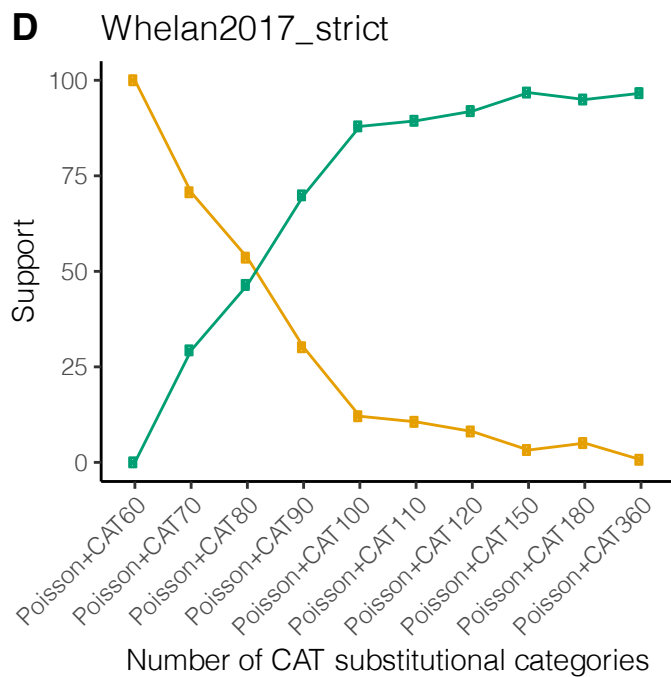 D Whelan2017_strict
100
75
50
25
0
Support
Poisson+CAT60
Poisson+CAT70
Poisson+CAT80
Poisson+CAT90
Poisson+CAT100
Poisson+CAT110
Poisson+CAT120
Poisson+CAT150
Poisson+CAT180
Poisson+CAT360
Number of CAT substitutional categories